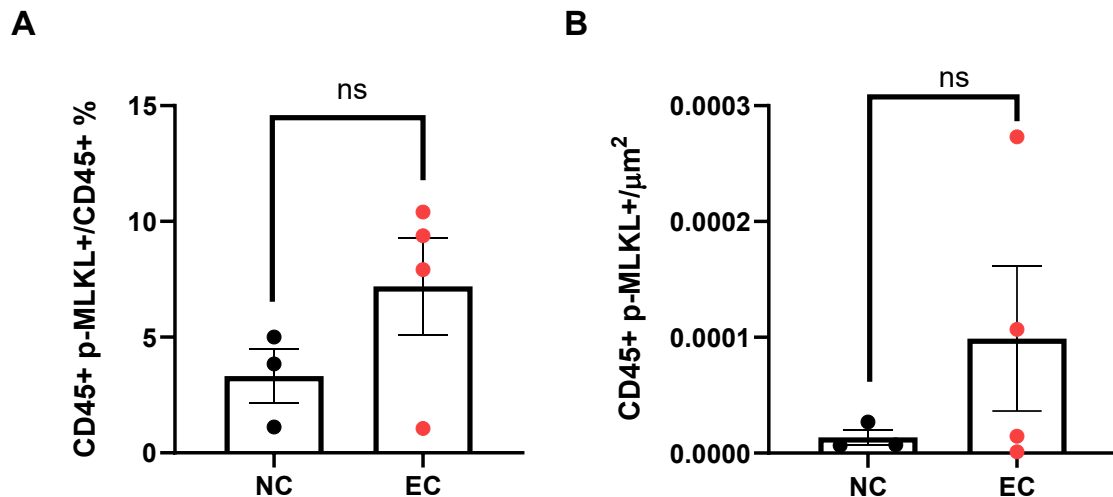 A
ns
CD45+ p-MLKL+/CD45+ %
15
10
5
0
NC
EC
B
ns
CD45+ p-MLKL+/μm²
0.0003
0.0002
0.0001
0.0000
NC
EC